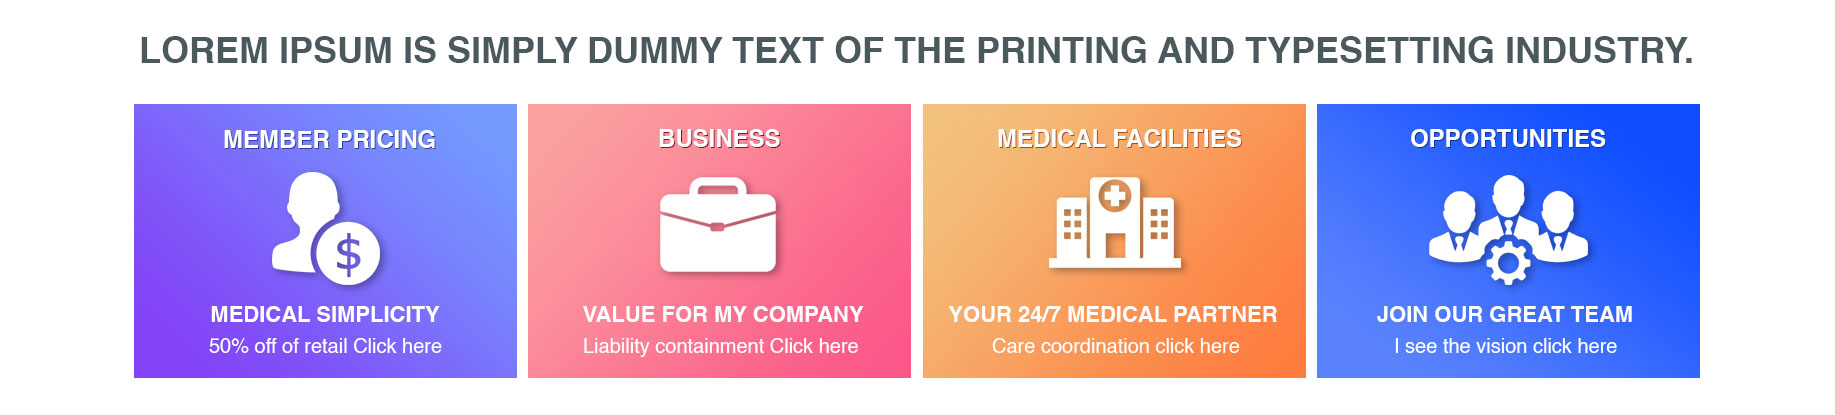 LOREM IPSUM IS SIMPLY DUMMY TEXT OF THE PRINTING AND TYPESETTING INDUSTRY.
MEMBER PRICING
$
MEDICAL SIMPLICITY
50% off of retail Click here
BUSINESS
VALUE FOR MY COMPANY
Liability containment Click here
MEDICAL FACILITIES
YOUR 24/7 MEDICAL PARTNER
Care coordination click here
OPPORTUNITIES
JOIN OUR GREAT TEAM
I see the vision click here